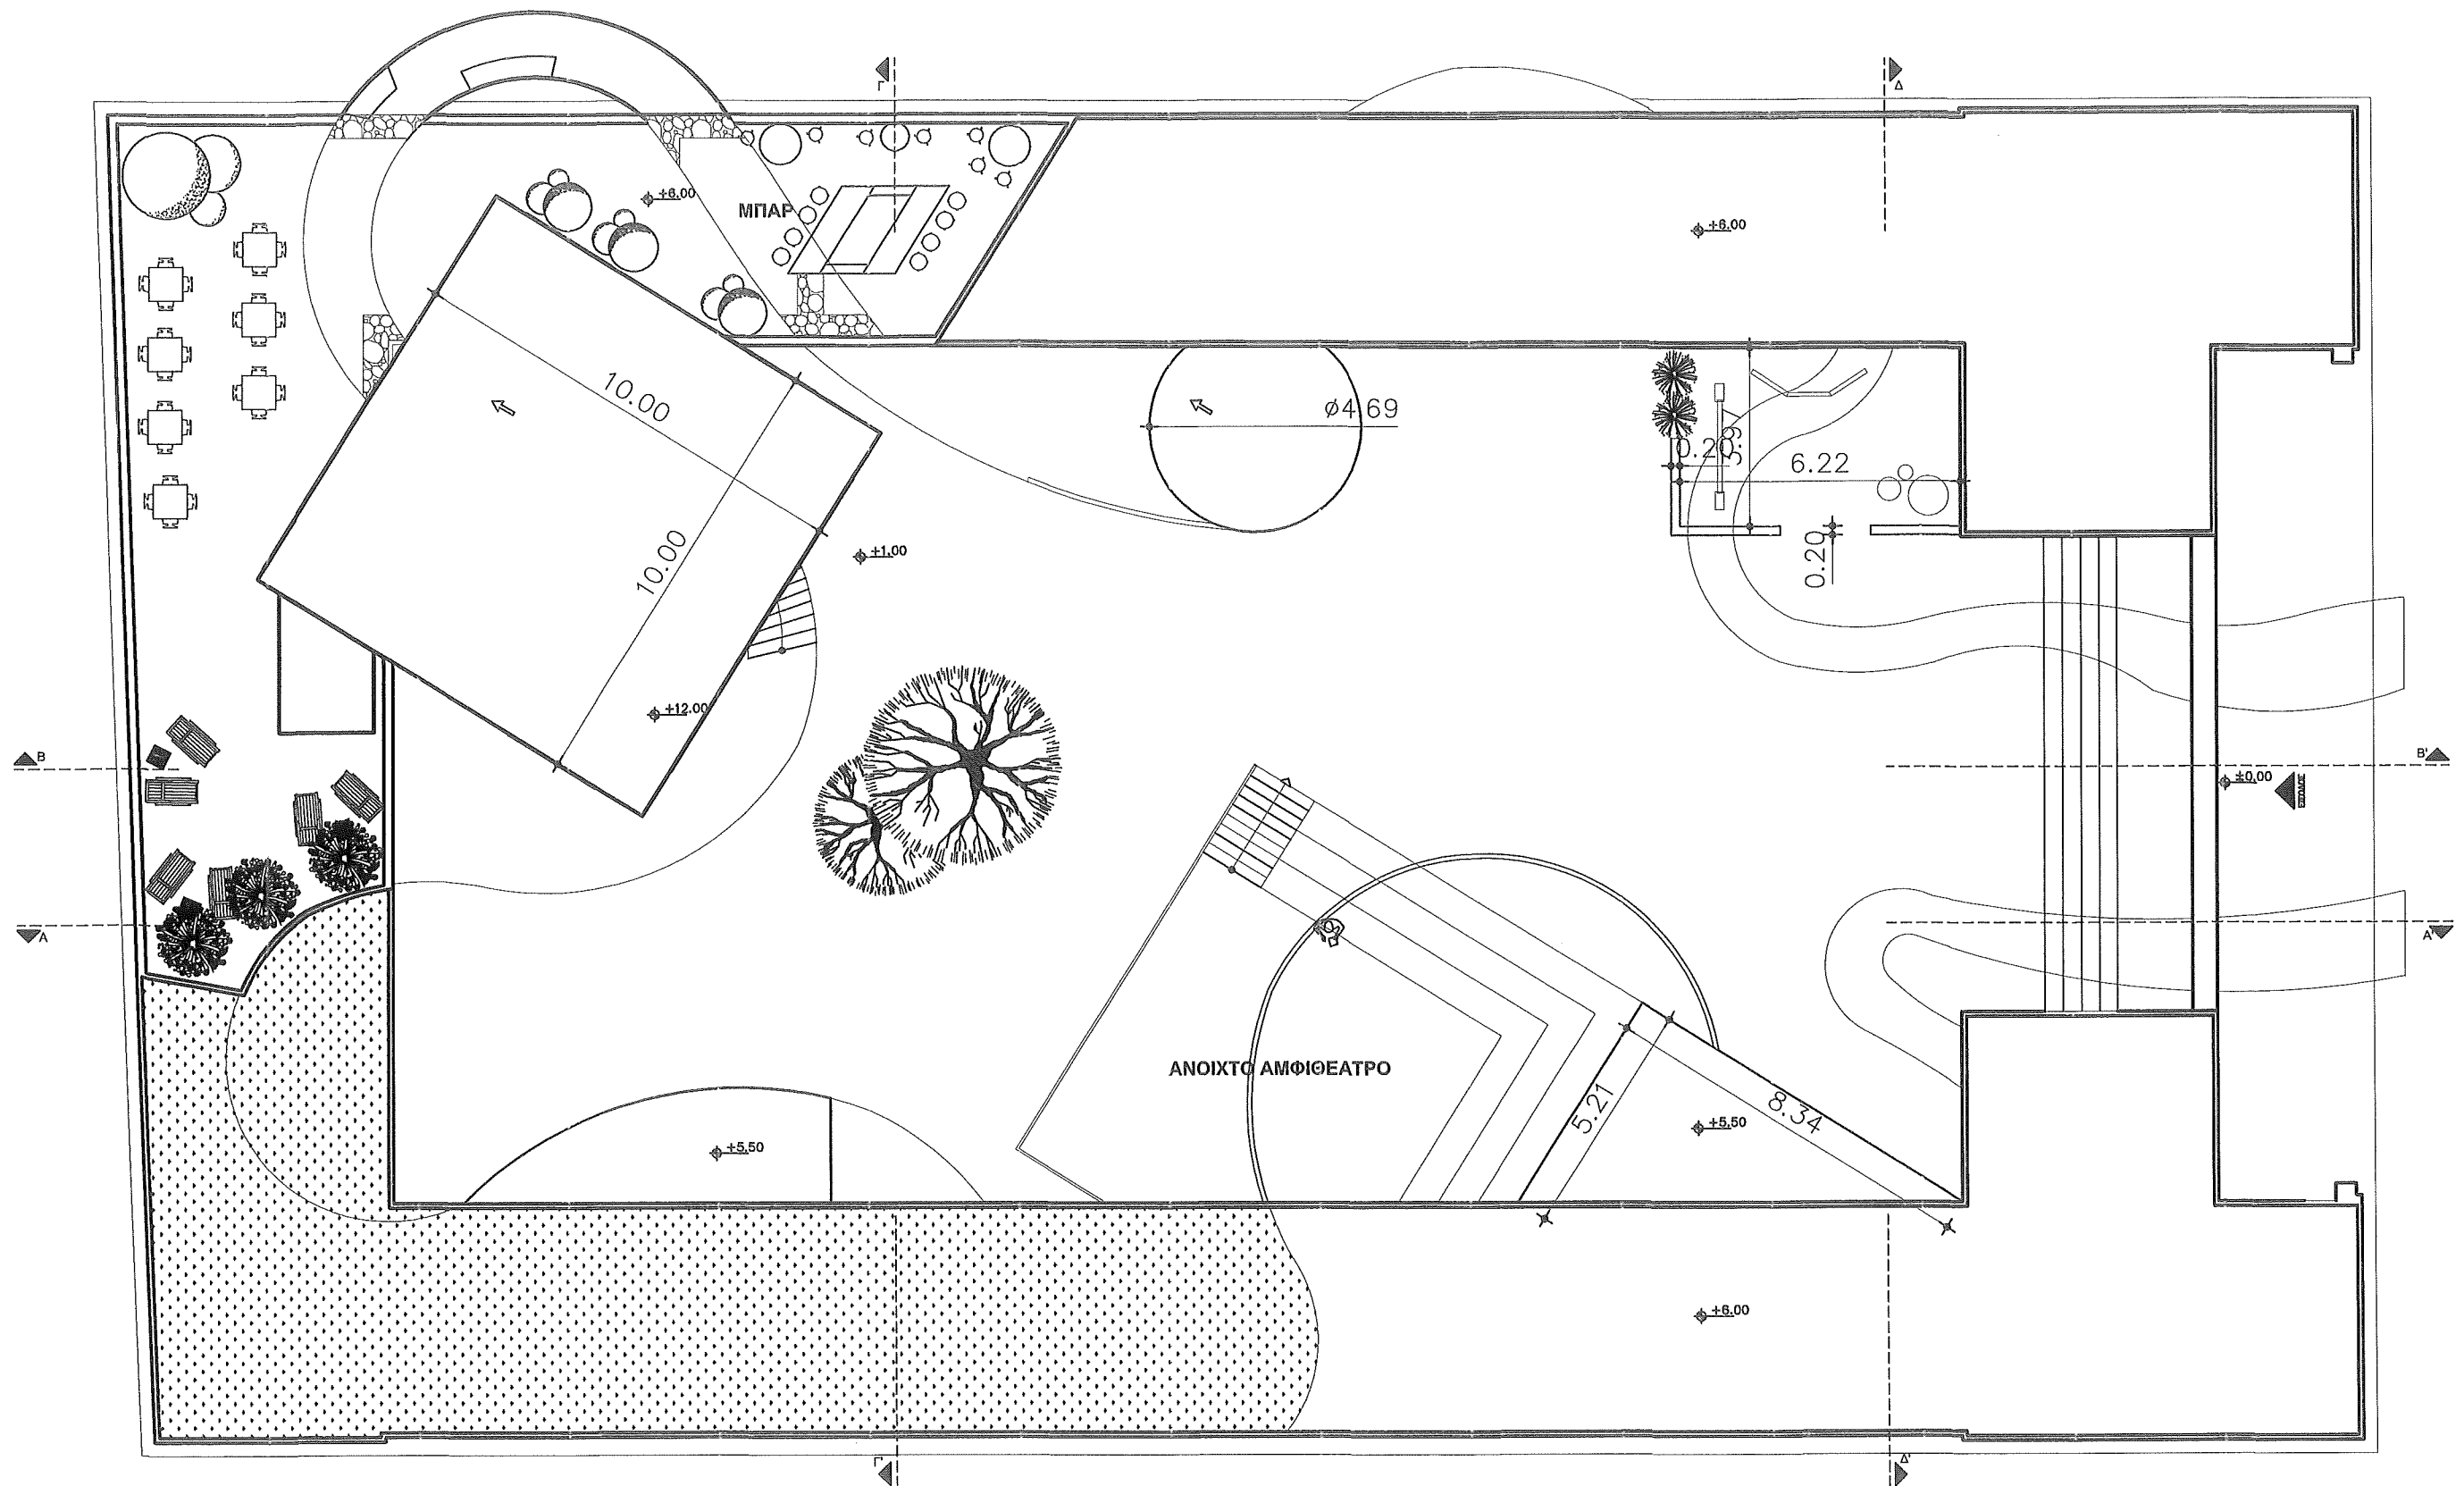 Γ
Δ
+6.00
ΜΠΑΡ
+6.00
10.00
ø4.69
0.20
6.22
+1.00
10.00
0.20
+12.00
B
B'
±0.00
ΕΙΣΟΔΟΣ
A
A'
ΑΝΟΙΧΤΟ ΑΜΦΙΘΕΑΤΡΟ
5.21
8.34
+5.50
+5.50
+6.00
Γ'
Δ'